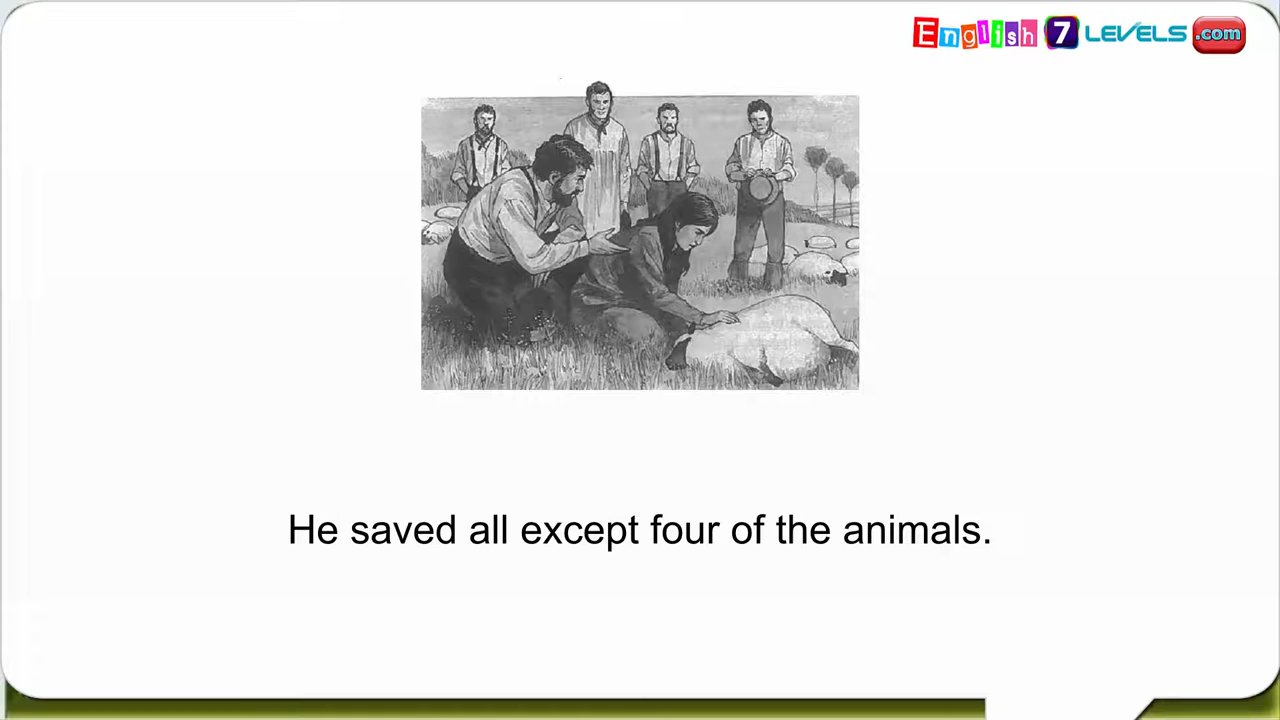 English 7 LEVELS .com
He saved all except four of the animals.